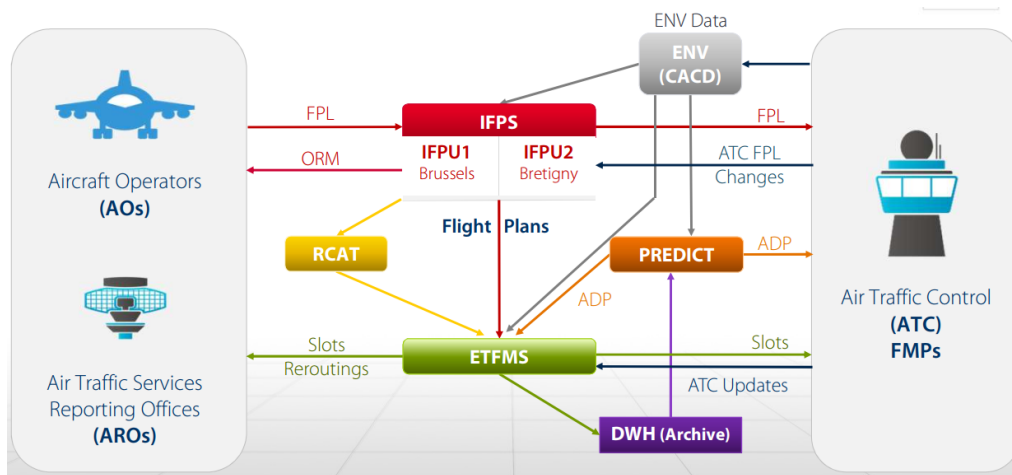 ENV Data
ENV
(CACD)
FPL
IFPS
FPL
ORM
IFPU1
Brussels
IFPU2
Bretigny
ATC FPL
Changes
Aircraft Operators
(AOs)
Flight Plans
RCAT
PREDICT
ADP
ADP
Air Traffic Control
(ATC)
FMPs
Slots
Reroutings
ETFMS
Slots
ATC Updates
Air Traffic Services
Reporting Offices
(AROs)
DWH (Archive)